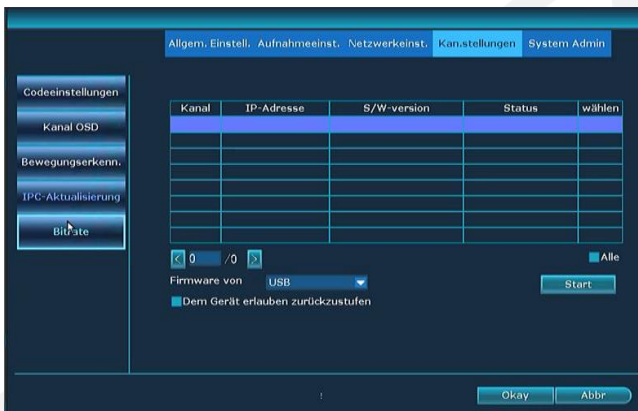 Allgem. Einstell. Aufnahmeeinst. Netzwerkeinst. Kan.stellungen System Admin
Codeeinstellungen
Kanal OSD
Bewegungserkenn.
IPC-Aktualisierung
Bitrate
Kanal IP-Adresse S/W-version Status wählen
< 0 /0 >
Alle
Firmware von USB
Start
Dem Gerät erlauben zurückzustufen
Okay Abbr